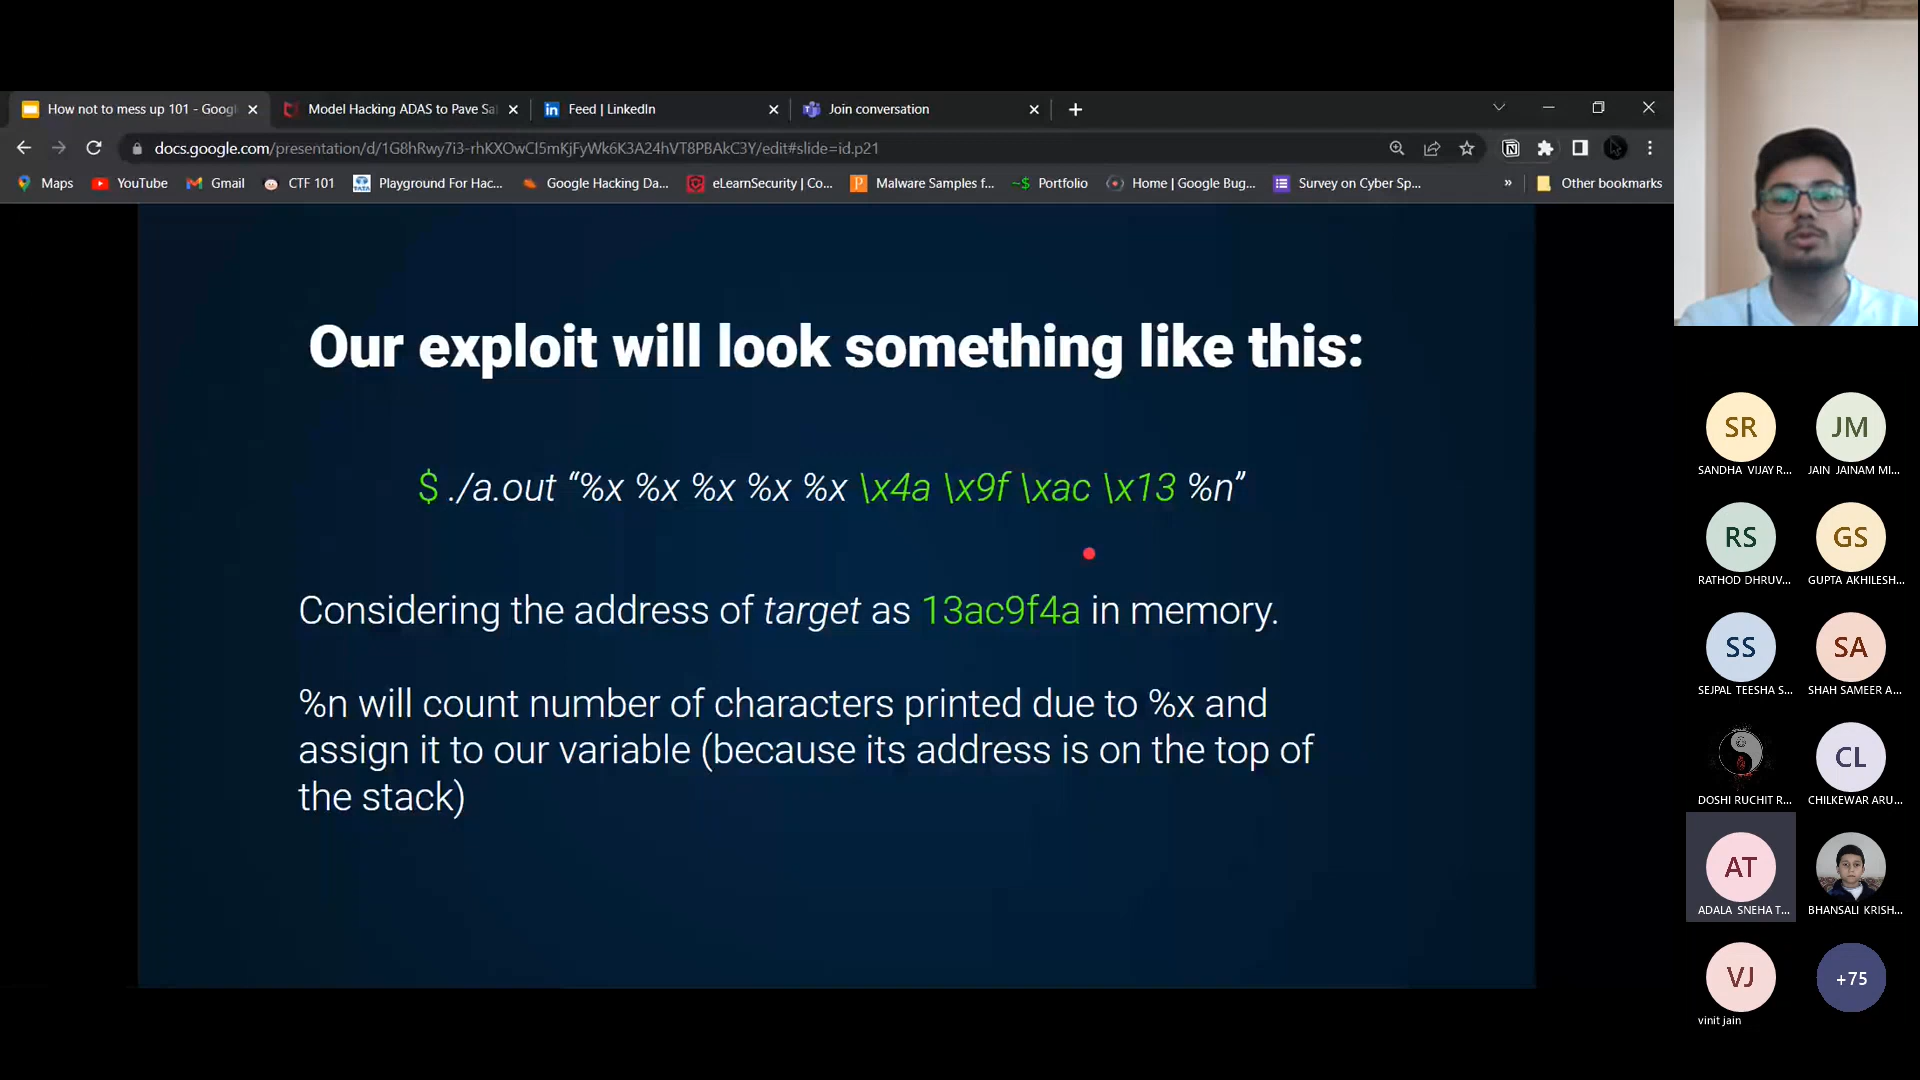 How not to mess up 101 - Goog
Model Hacking ADAS to Pave Sa
Feed | LinkedIn
Join conversation
docs.google.com/presentation/d/1G8hRwy7i3-rhKXOwCI5mKjFyWk6K3A24hVT8PBAkC3Y/edit#slide=id.p21
Maps
YouTube
Gmail
CTF 101
Playground For Hac...
Google Hacking Da...
eLearnSecurity | Co...
Malware Samples f...
Portfolio
Home | Google Bug...
Survey on Cyber Sp...
»
Other bookmarks
Our exploit will look something like this:
$ ./a.out “%x %x %x %x %x \x4a \x9f \xac \x13 %n”
Considering the address of target as 13ac9f4a in memory.
%n will count number of characters printed due to %x and
assign it to our variable (because its address is on the top of
the stack)
SR
JM
SANDHA VIJAY R...
JAIN JAINAM MI...
RS
GS
RATHOD DHRUV...
GUPTA AKHILESH...
SS
SA
SEJPAL TEESHA S...
SHAH SAMEER A...
CL
DOSHI RUCHIT R...
CHILKEWAR ARU...
AT
ADALA SNEHA T...
BHANSALI KRISH...
VJ
+75
vinit jain